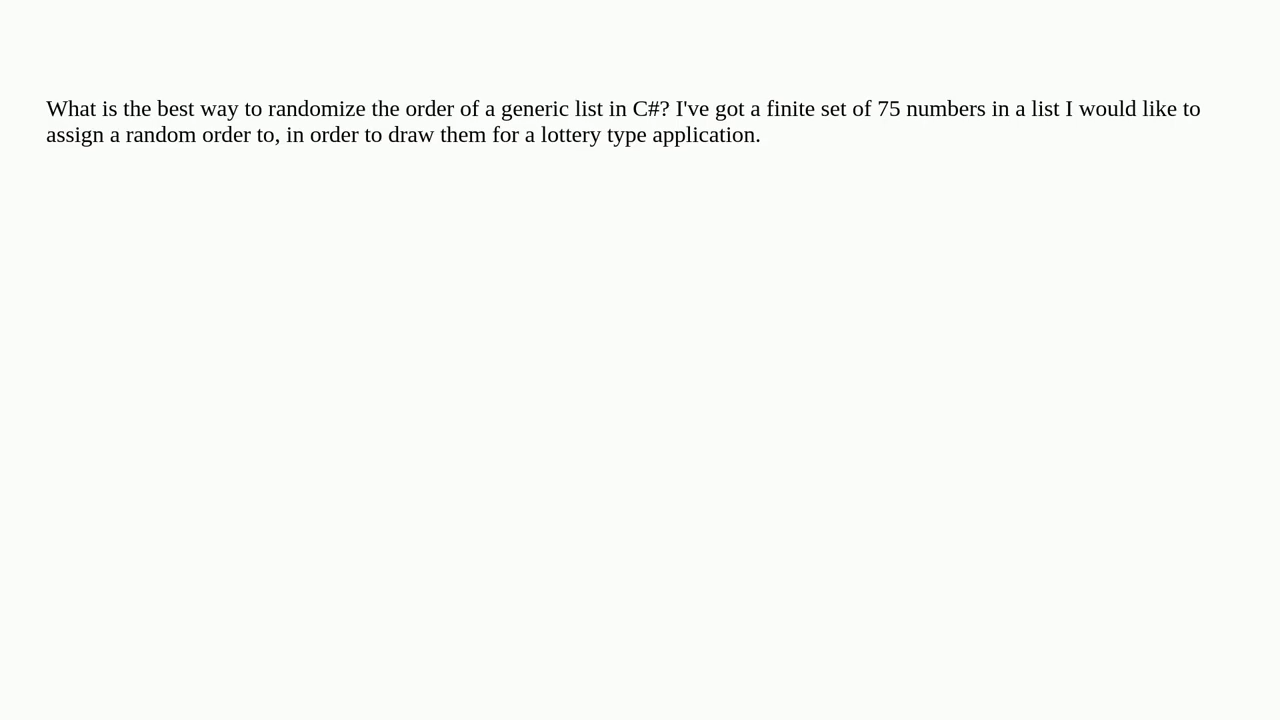 What is the best way to randomize the order of a generic list in C#? I've got a finite set of 75 numbers in a list I would like to
assign a random order to, in order to draw them for a lottery type application.